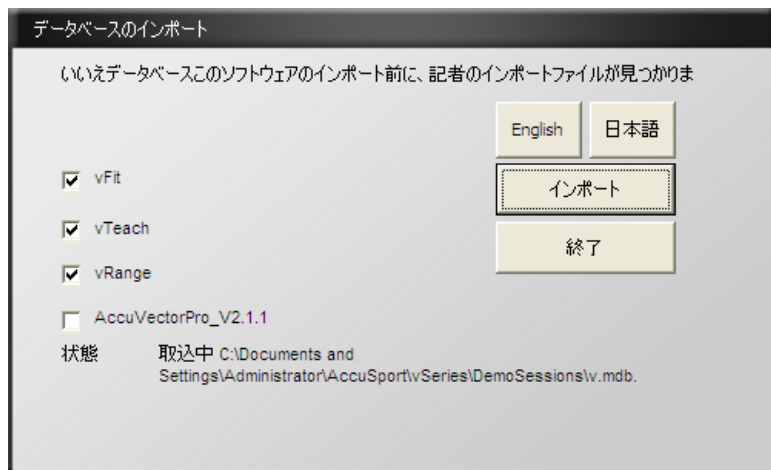 データベースのインポート
いいえデータベースこのソフトウェアのインポート前に、記者のインポートファイルが見つかりま
English 日本語
vFit
インポート
vTeach
終了
vRange
AccuVectorPro_V2.1.1
状態 取込中 C:\Documents and
Settings\Administrator\AccuSport\vSeries\DemoSessions\v.mdb.